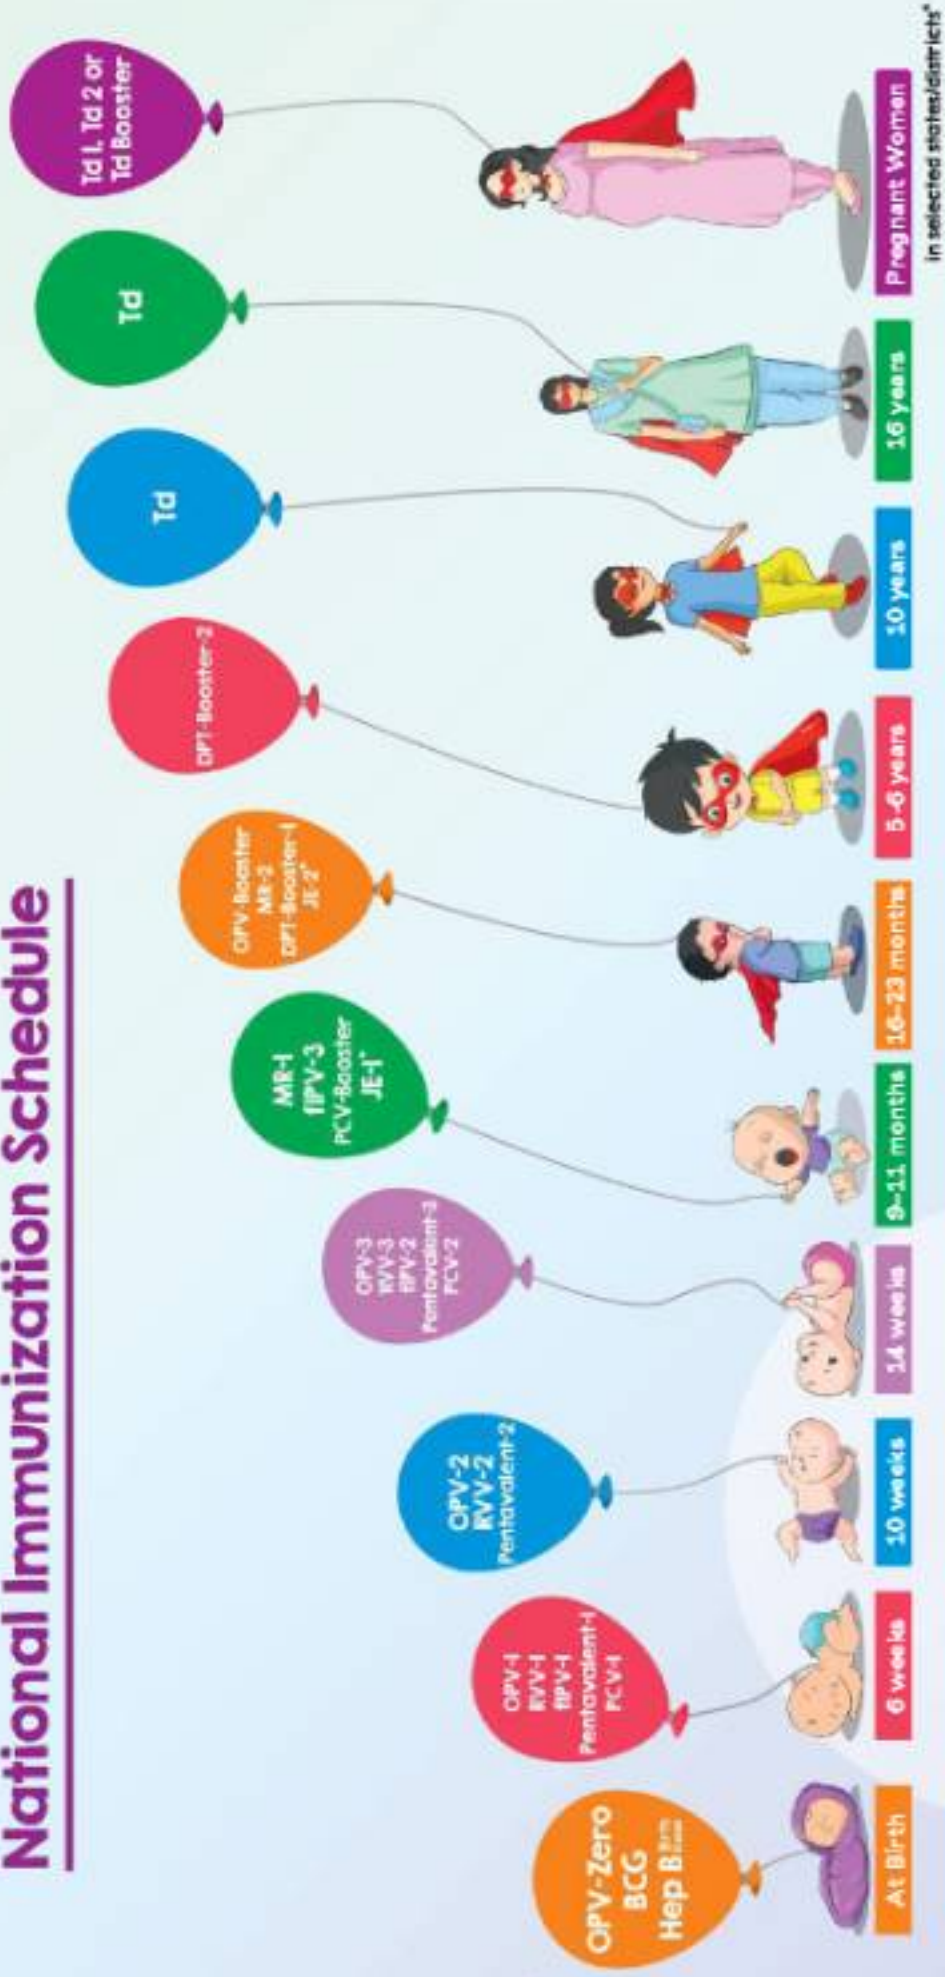 National Immunization Schedule
OPV-Zero
BCG
Hep B
At Birth
OPV-1
RVV-1
fIPV-1
Pentavalent-1
PCV-1
6 weeks
OPV-2
RVV-2
Pentavalent-2
10 weeks
OPV-3
RVV-3
fIPV-2
Pentavalent-3
PCV-2
14 weeks
MR-1
fIPV-3
PCV-Booster
JE-1*
9-11 months
OPV-Booster
MR-2
DPT-Booster-1
JE-2*
16-23 months
DPT-Booster-2
5-6 years
Td
10 years
Td
16 years
Td 1, Td 2 or
Td Booster
Pregnant Women
in selected states/districts*